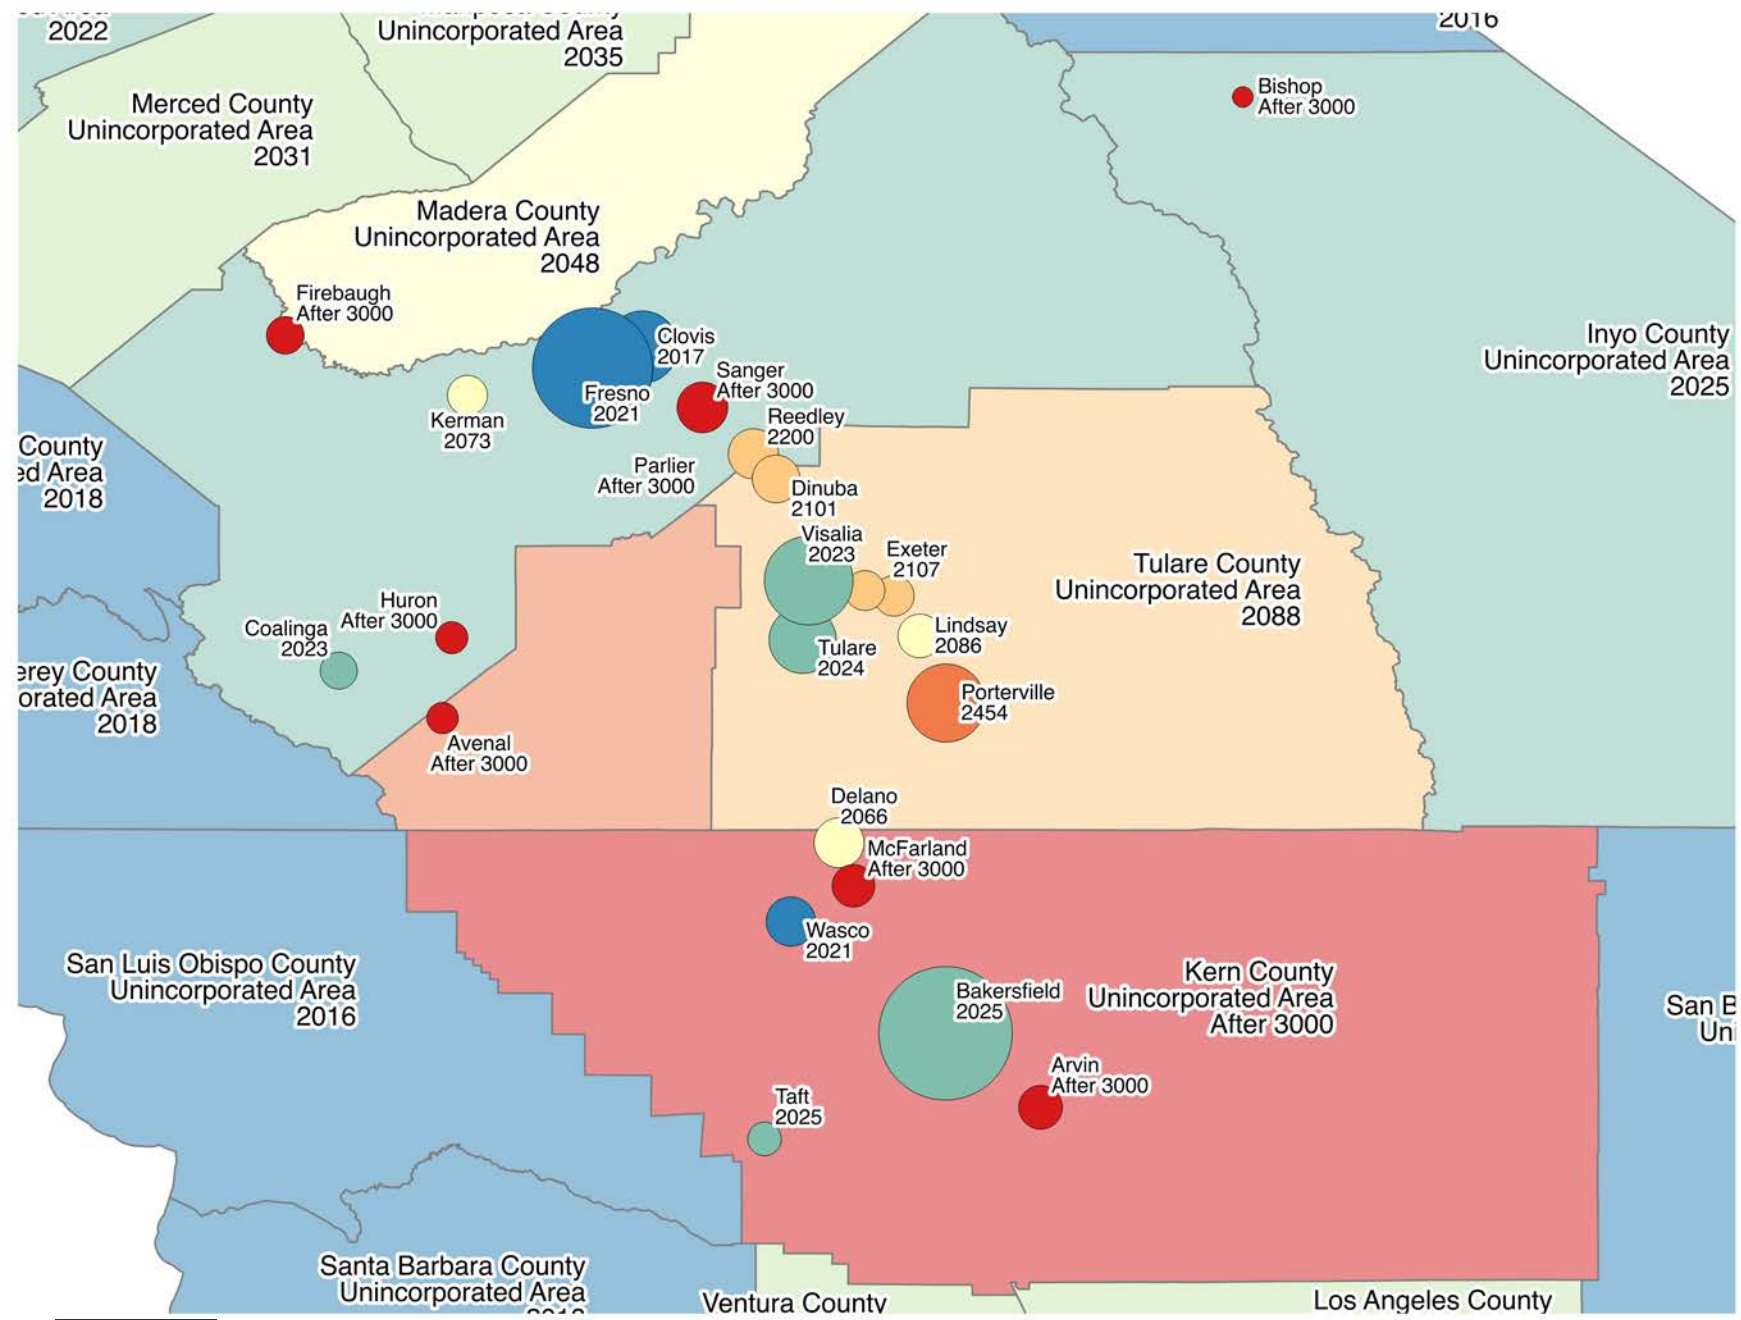 2022
Unincorporated Area
2035
2016
Bishop
After 3000
Merced County
Unincorporated Area
2031
Madera County
Unincorporated Area
2048
Firebaugh
After 3000
Clovis
2017
Fresno
2021
Sanger
After 3000
Kerman
2073
Reedley
2200
Parlier
After 3000
Dinuba
2101
Inyo County
Unincorporated Area
2025
County
ed Area
2018
Visalia
2023
Exeter
2107
Tulare County
Unincorporated Area
2088
Huron
After 3000
Coalinga
2023
Lindsay
2086
Tulare
2024
erey County
orated Area
2018
Porterville
2454
Avenal
After 3000
Delano
2066
McFarland
After 3000
Wasco
2021
San Luis Obispo County
Unincorporated Area
2016
Kern County
Unincorporated Area
After 3000
Bakersfield
2025
San B
Uni
Arvin
After 3000
Taft
2025
Santa Barbara County
Unincorporated Area
Ventura County
Los Angeles County